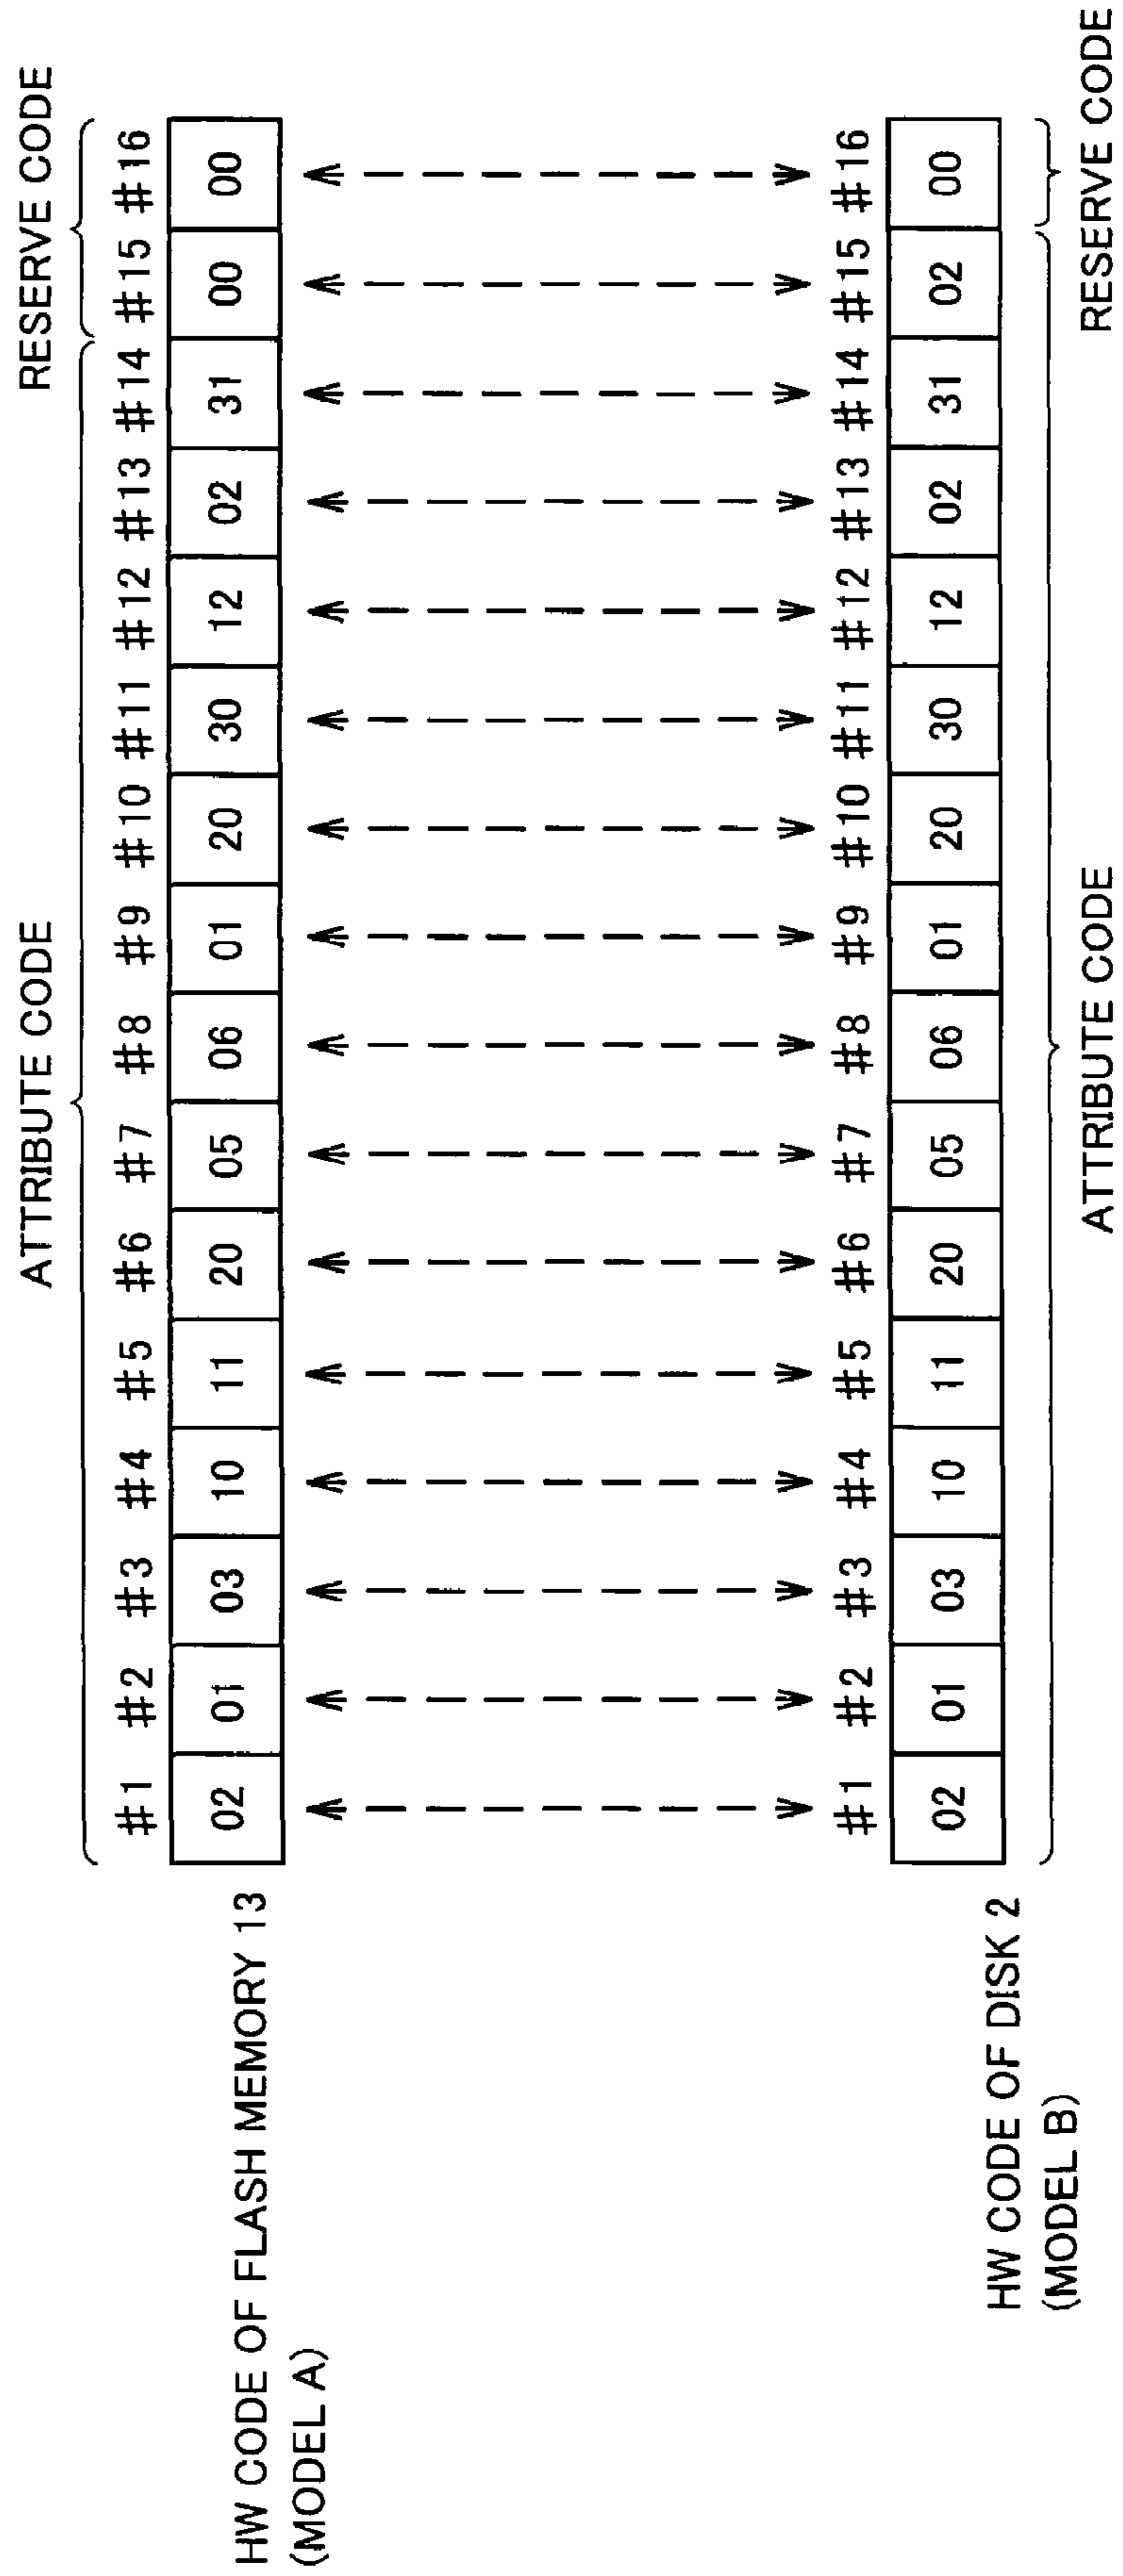 ATTRIBUTE CODE RESERVE CODE
#1 #2 #3 #4 #5 #6 #7 #8 #9 #10 #11 #12 #13 #14 #15 #16
HW CODE OF FLASH MEMORY 13 02 01 03 10 11 20 05 06 01 20 30 12 02 31 00 00
(MODEL A)
#1 #2 #3 #4 #5 #6 #7 #8 #9 #10 #11 #12 #13 #14 #15 #16
HW CODE OF DISK 2 02 01 03 10 11 20 05 06 01 20 30 12 02 31 02 00
(MODEL B)
ATTRIBUTE CODE RESERVE CODE